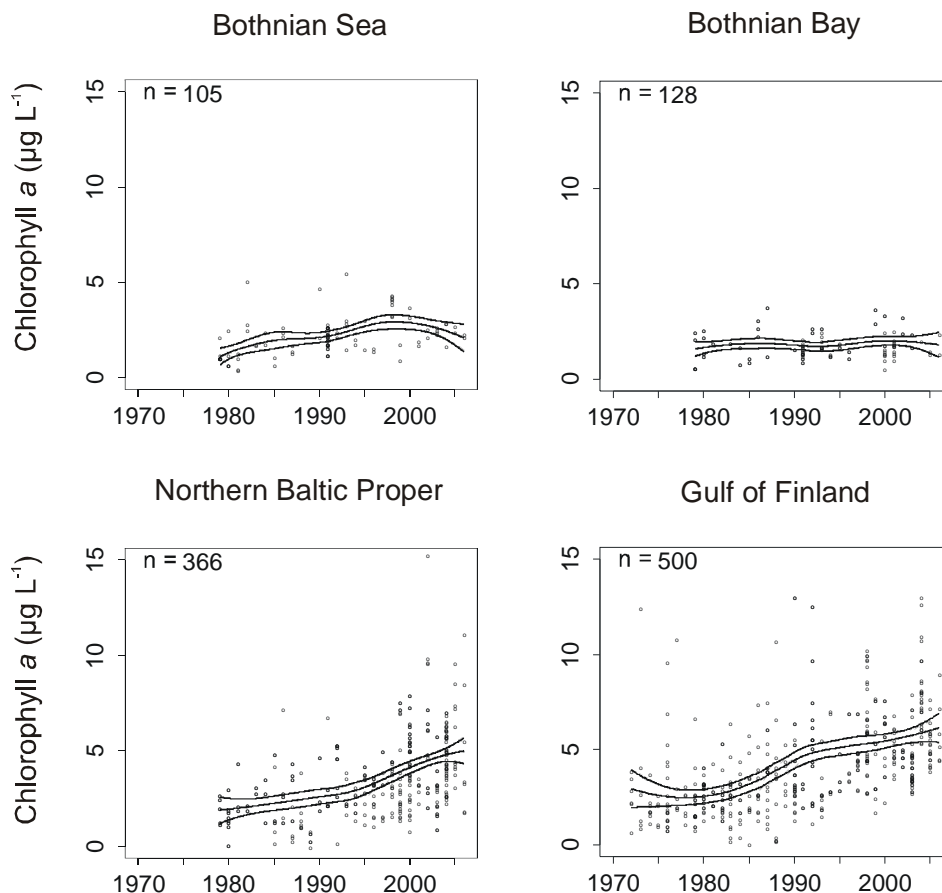 Bothnian Sea
Bothnian Bay
Chlorophyll a (µg L⁻¹)
n = 105
15
10
5
0
1970 1980 1990 2000
n = 128
15
10
5
0
1970 1980 1990 2000
Northern Baltic Proper
Gulf of Finland
Chlorophyll a (µg L⁻¹)
n = 366
15
10
5
0
1970 1980 1990 2000
n = 500
15
10
5
0
1970 1980 1990 2000